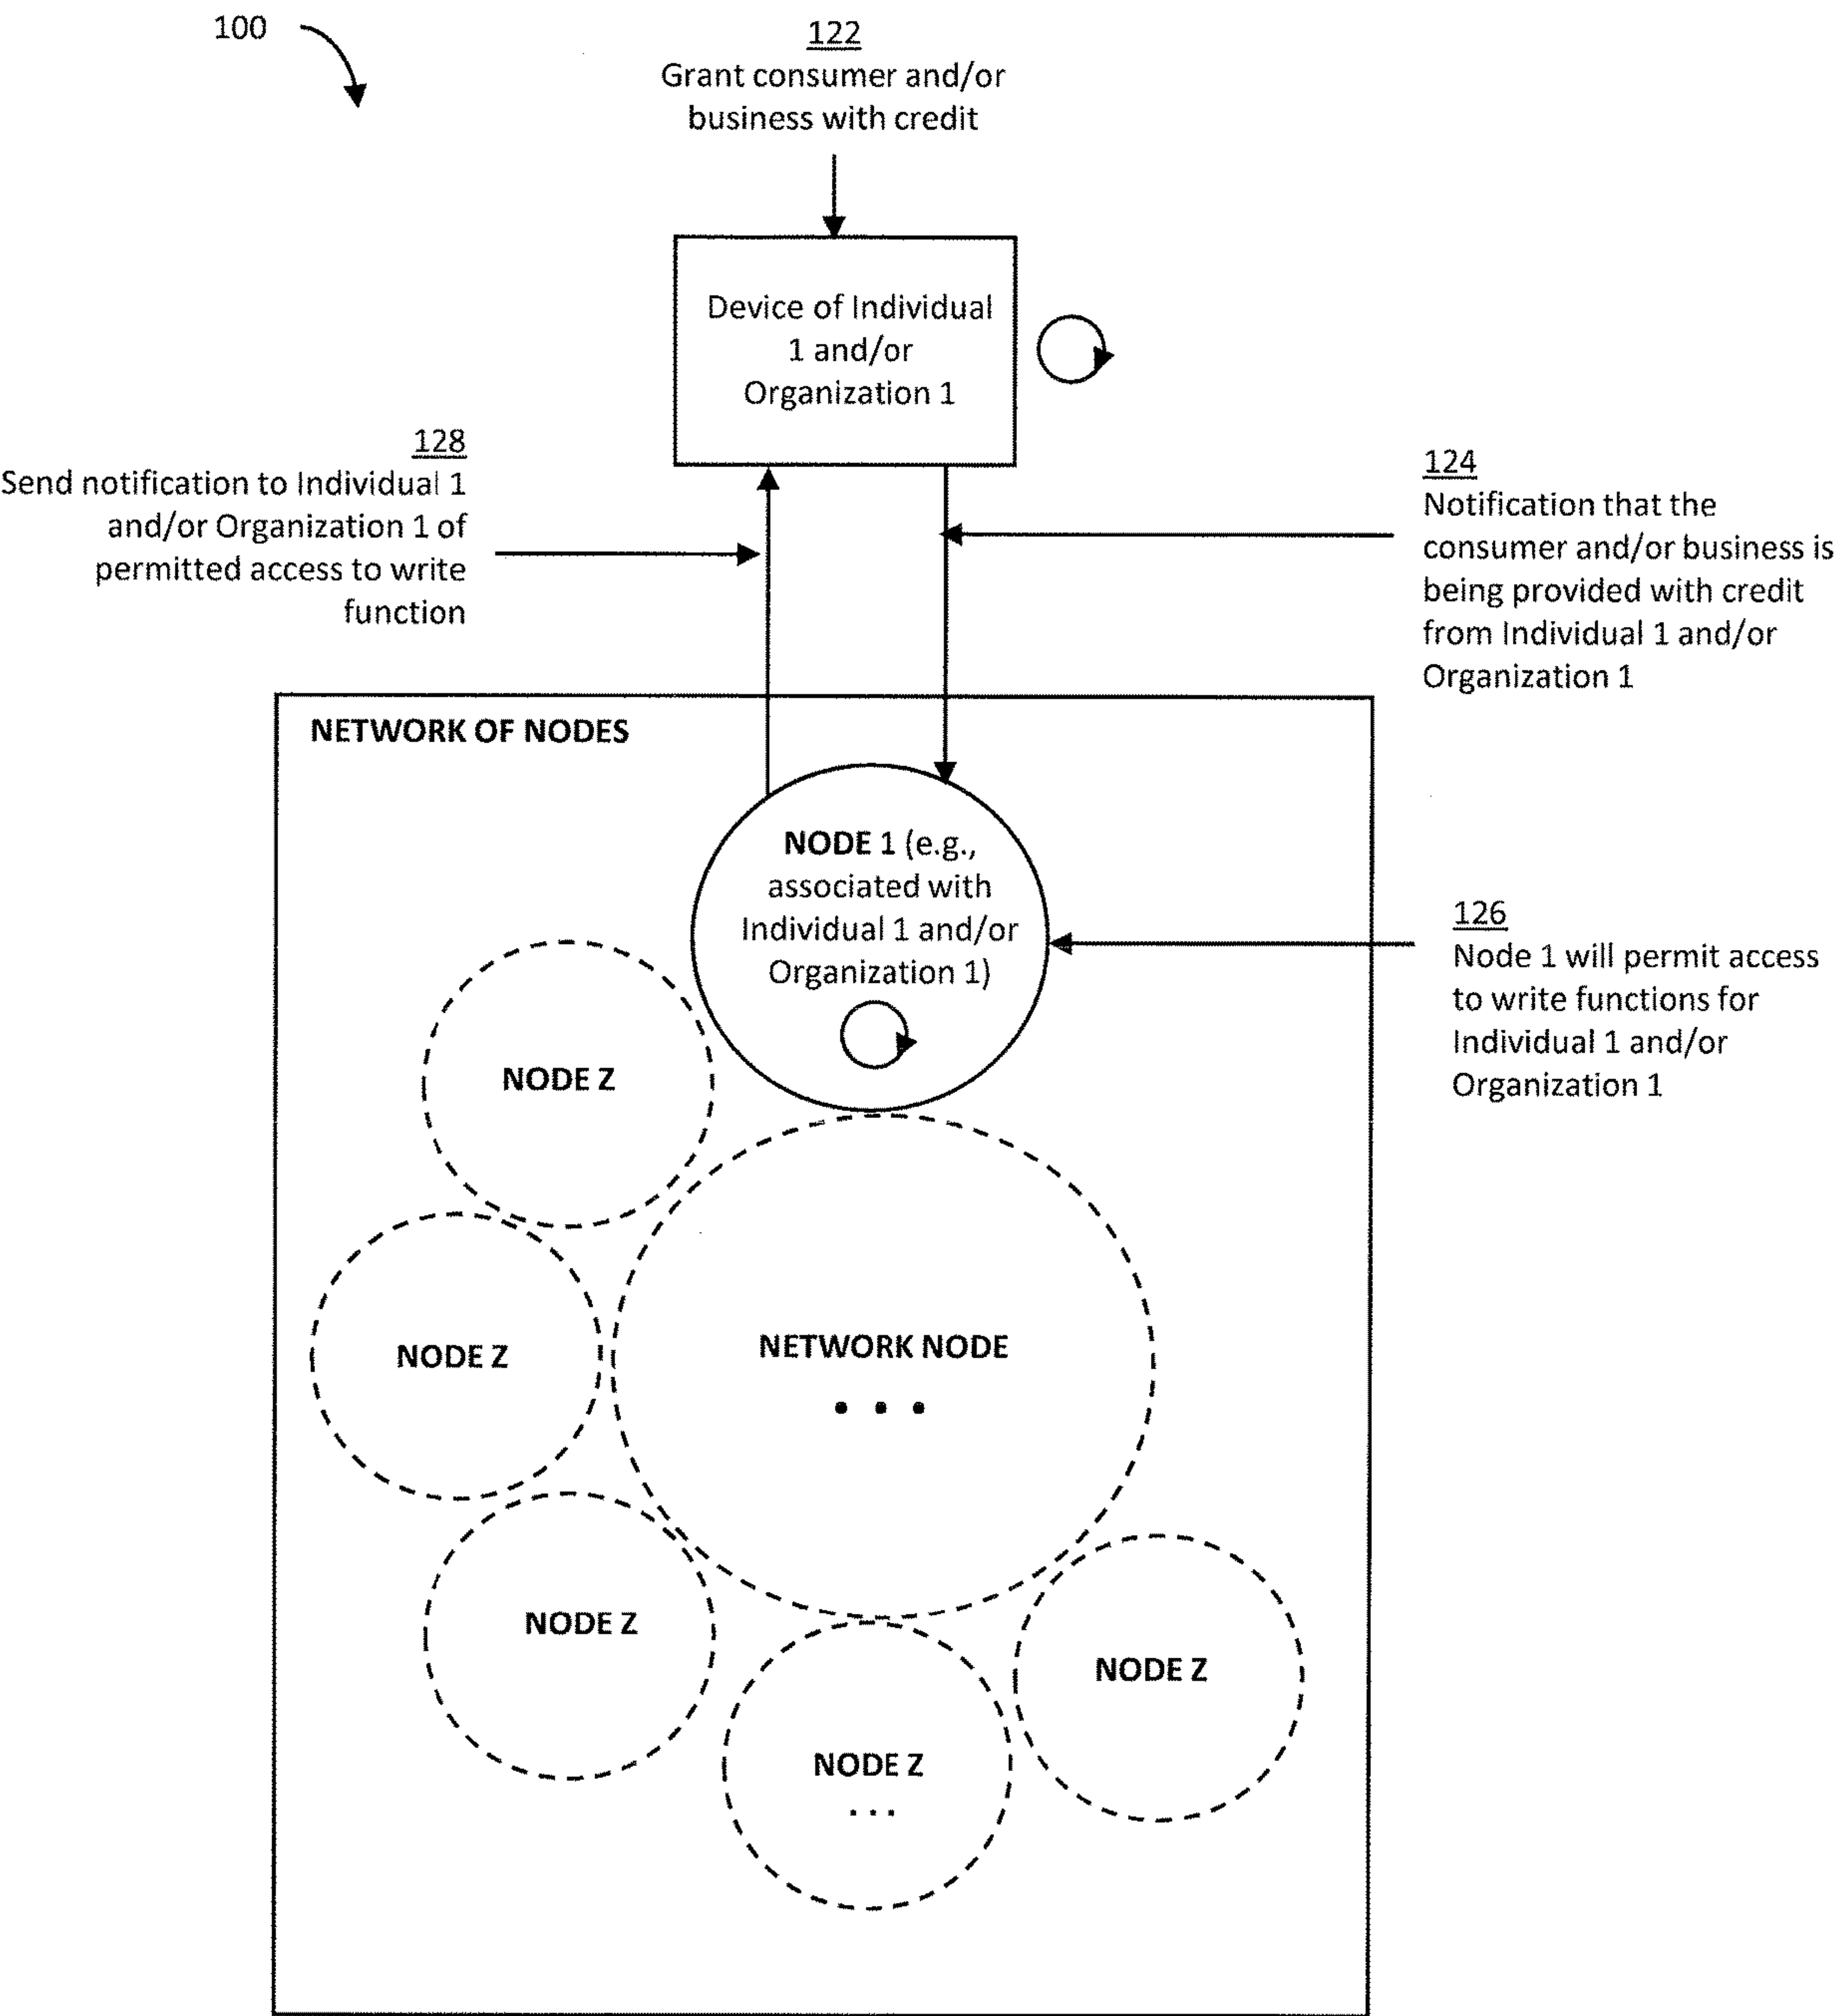 100
122
Grant consumer and/or
business with credit
Device of Individual
1 and/or
Organization 1
128
Send notification to Individual 1
and/or Organization 1 of
permitted access to write
function
124
Notification that the
consumer and/or business is
being provided with credit
from Individual 1 and/or
Organization 1
NETWORK OF NODES
NODE 1 (e.g.,
associated with
Individual 1 and/or
Organization 1)
126
Node 1 will permit access
to write functions for
Individual 1 and/or
Organization 1
NODE Z
NODE Z
NETWORK NODE
• • •
NODE Z
NODE Z
NODE Z
...